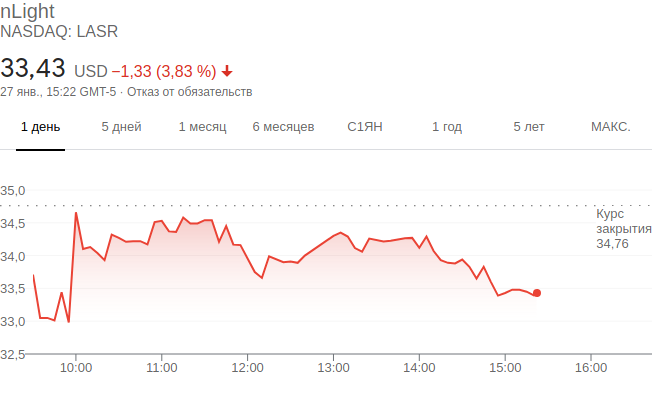 nLight
NASDAQ: LASR
33,43 USD −1,33 (3,83 %)
27 янв., 15:22 GMT-5 · Отказ от обязательств
1 день 5 дней 1 месяц 6 месяцев С1ЯН 1 год 5 лет МАКС.
35,0
34,5
34,0
33,5
33,0
32,5
Курс
закрытия
34,76
10:00 11:00 12:00 13:00 14:00 15:00 16:00